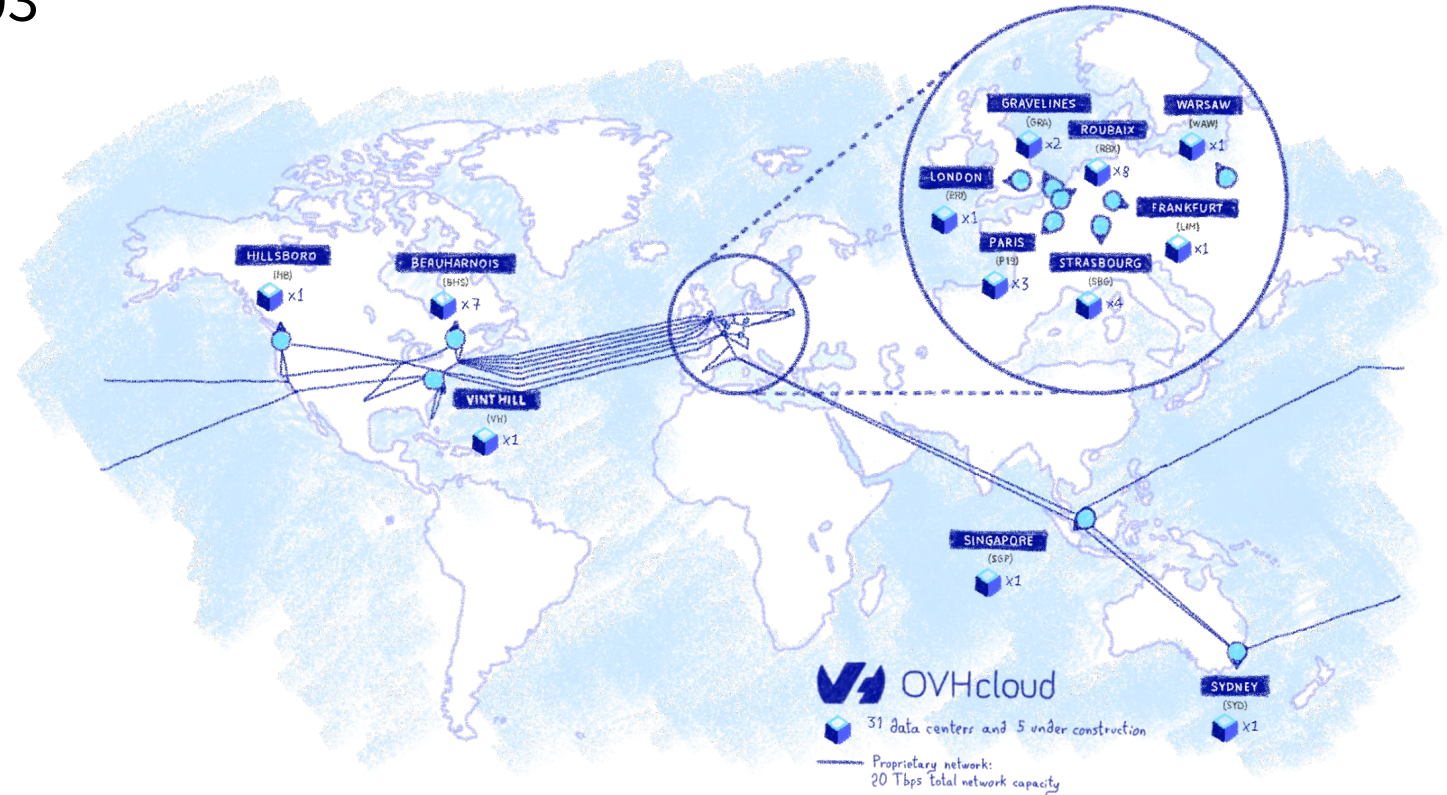 03
GRAVELINES
(GRA)
x2
WARSAW
(WAW)
x1
ROUBAIX
(RBX)
x8
LONDON
(ERI)
x1
FRANKFURT
(LIM)
x1
PARIS
(P19)
x3
STRASBOURG
(SBG)
x4
HILLSBORO
(HB)
x1
BEAUHARNOIS
(BHS)
x7
VINT HILL
(VH)
x1
SINGAPORE
(SGP)
x1
SYDNEY
(SYD)
x1
OVHcloud
31 data centers and 5 under construction
Proprietary network:
20 Tbps total network capacity